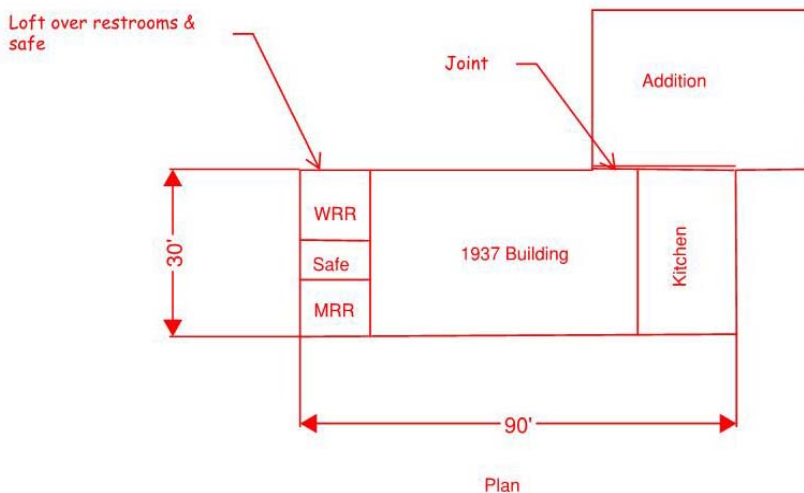 Loft over restrooms &
safe
Joint
Addition
WRR
Safe
MRR
1937 Building
Kitchen
30'
90'
Plan